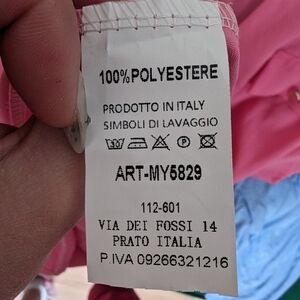 100%POLYESTERE
PRODOTTO IN ITALY
SIMBOLI DI LAVAGGIO
ART-MY5829
112-601
VIA DEI FOSSI 14
PRATO ITALIA
P.IVA 09266321216